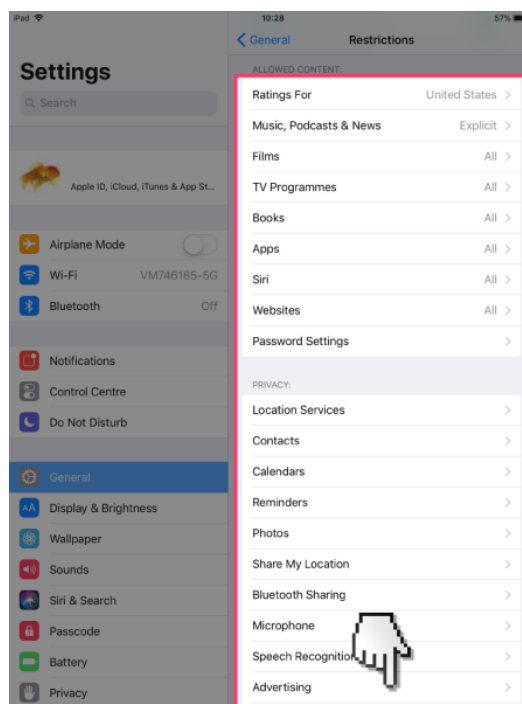 iPad
10:28
57%
General
Restrictions
Settings
Search
Apple ID, iCloud, iTunes & App St...
Airplane Mode
Wi-Fi VM746185-5G
Bluetooth Off
Notifications
Control Centre
Do Not Disturb
General
Display & Brightness
Wallpaper
Sounds
Siri & Search
Passcode
Battery
Privacy
ALLOWED CONTENT:
Ratings For United States
Music, Podcasts & News Explicit
Films All
TV Programmes All
Books All
Apps All
Siri All
Websites All
Password Settings
PRIVACY:
Location Services
Contacts
Calendars
Reminders
Photos
Share My Location
Bluetooth Sharing
Microphone
Speech Recognition
Advertising